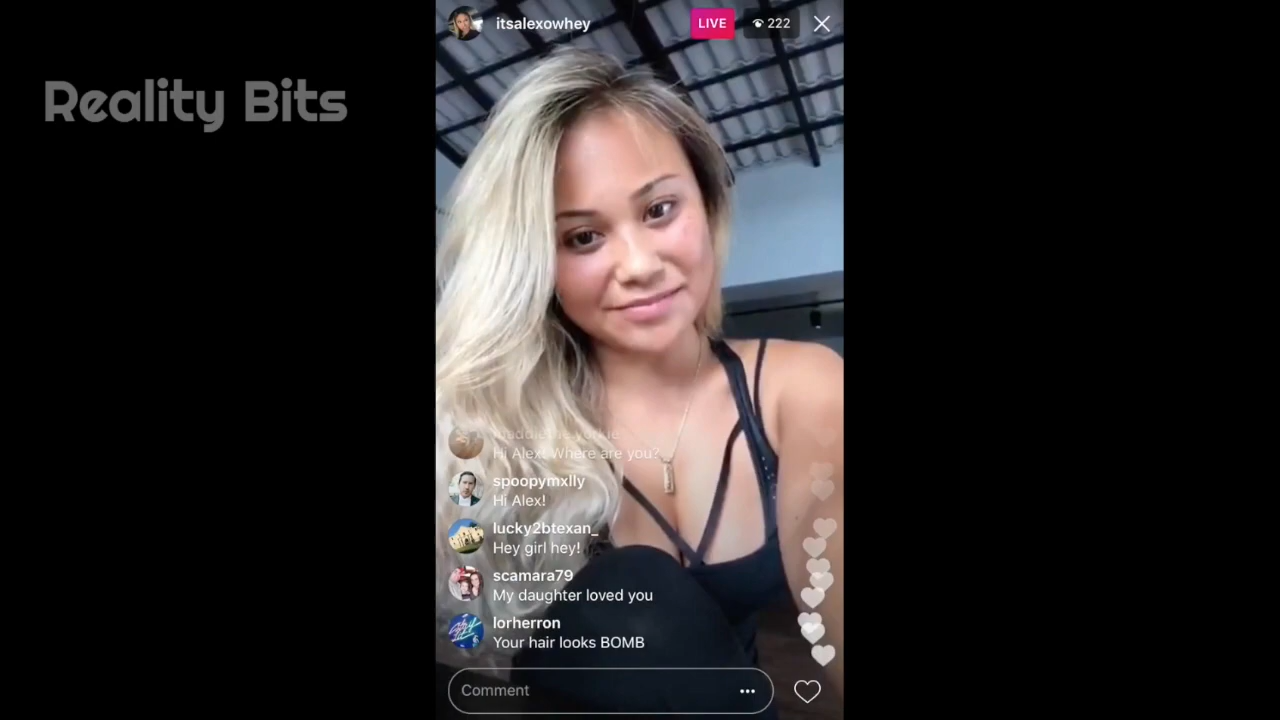 itsalexowhey
LIVE
222
Reality Bits
Hi Alex! Where are you?
spoopymxlly
Hi Alex!
lucky2btexan_
Hey girl hey!
scamara79
My daughter loved you
lorherron
Your hair looks BOMB
Comment